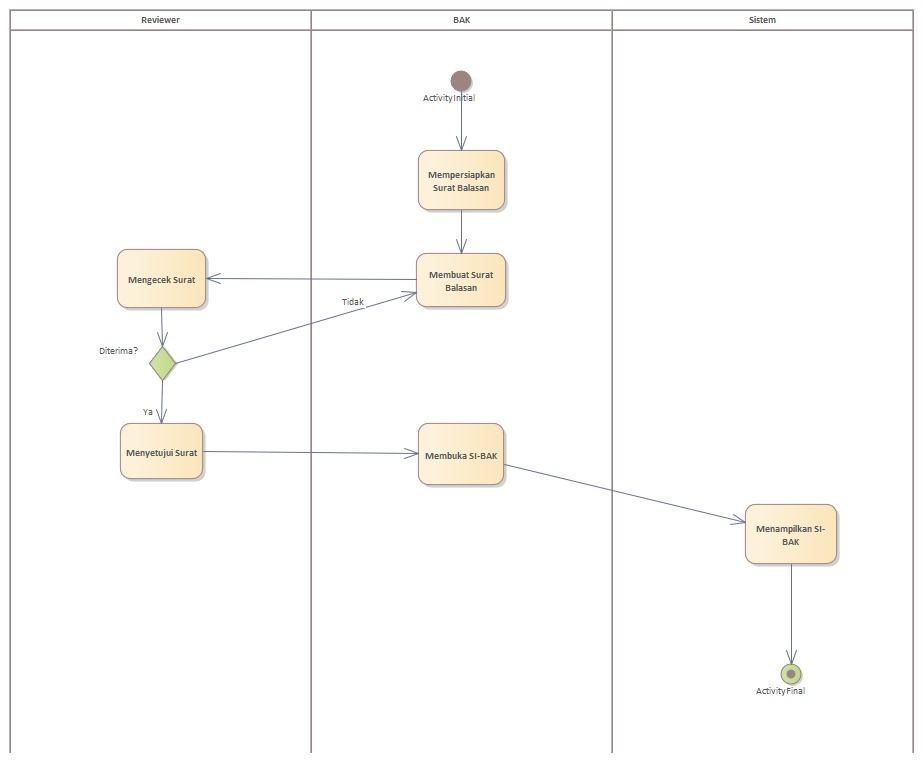 Reviewer
BAK
Sistem
ActivityInitial
Mempersiapkan
Surat Balasan
Mengecek Surat
Membuat Surat
Balasan
Tidak
Diterima?
Ya
Menyetujui Surat
Membuka SI-BAK
Menampilkan SI-
BAK
ActivityFinal